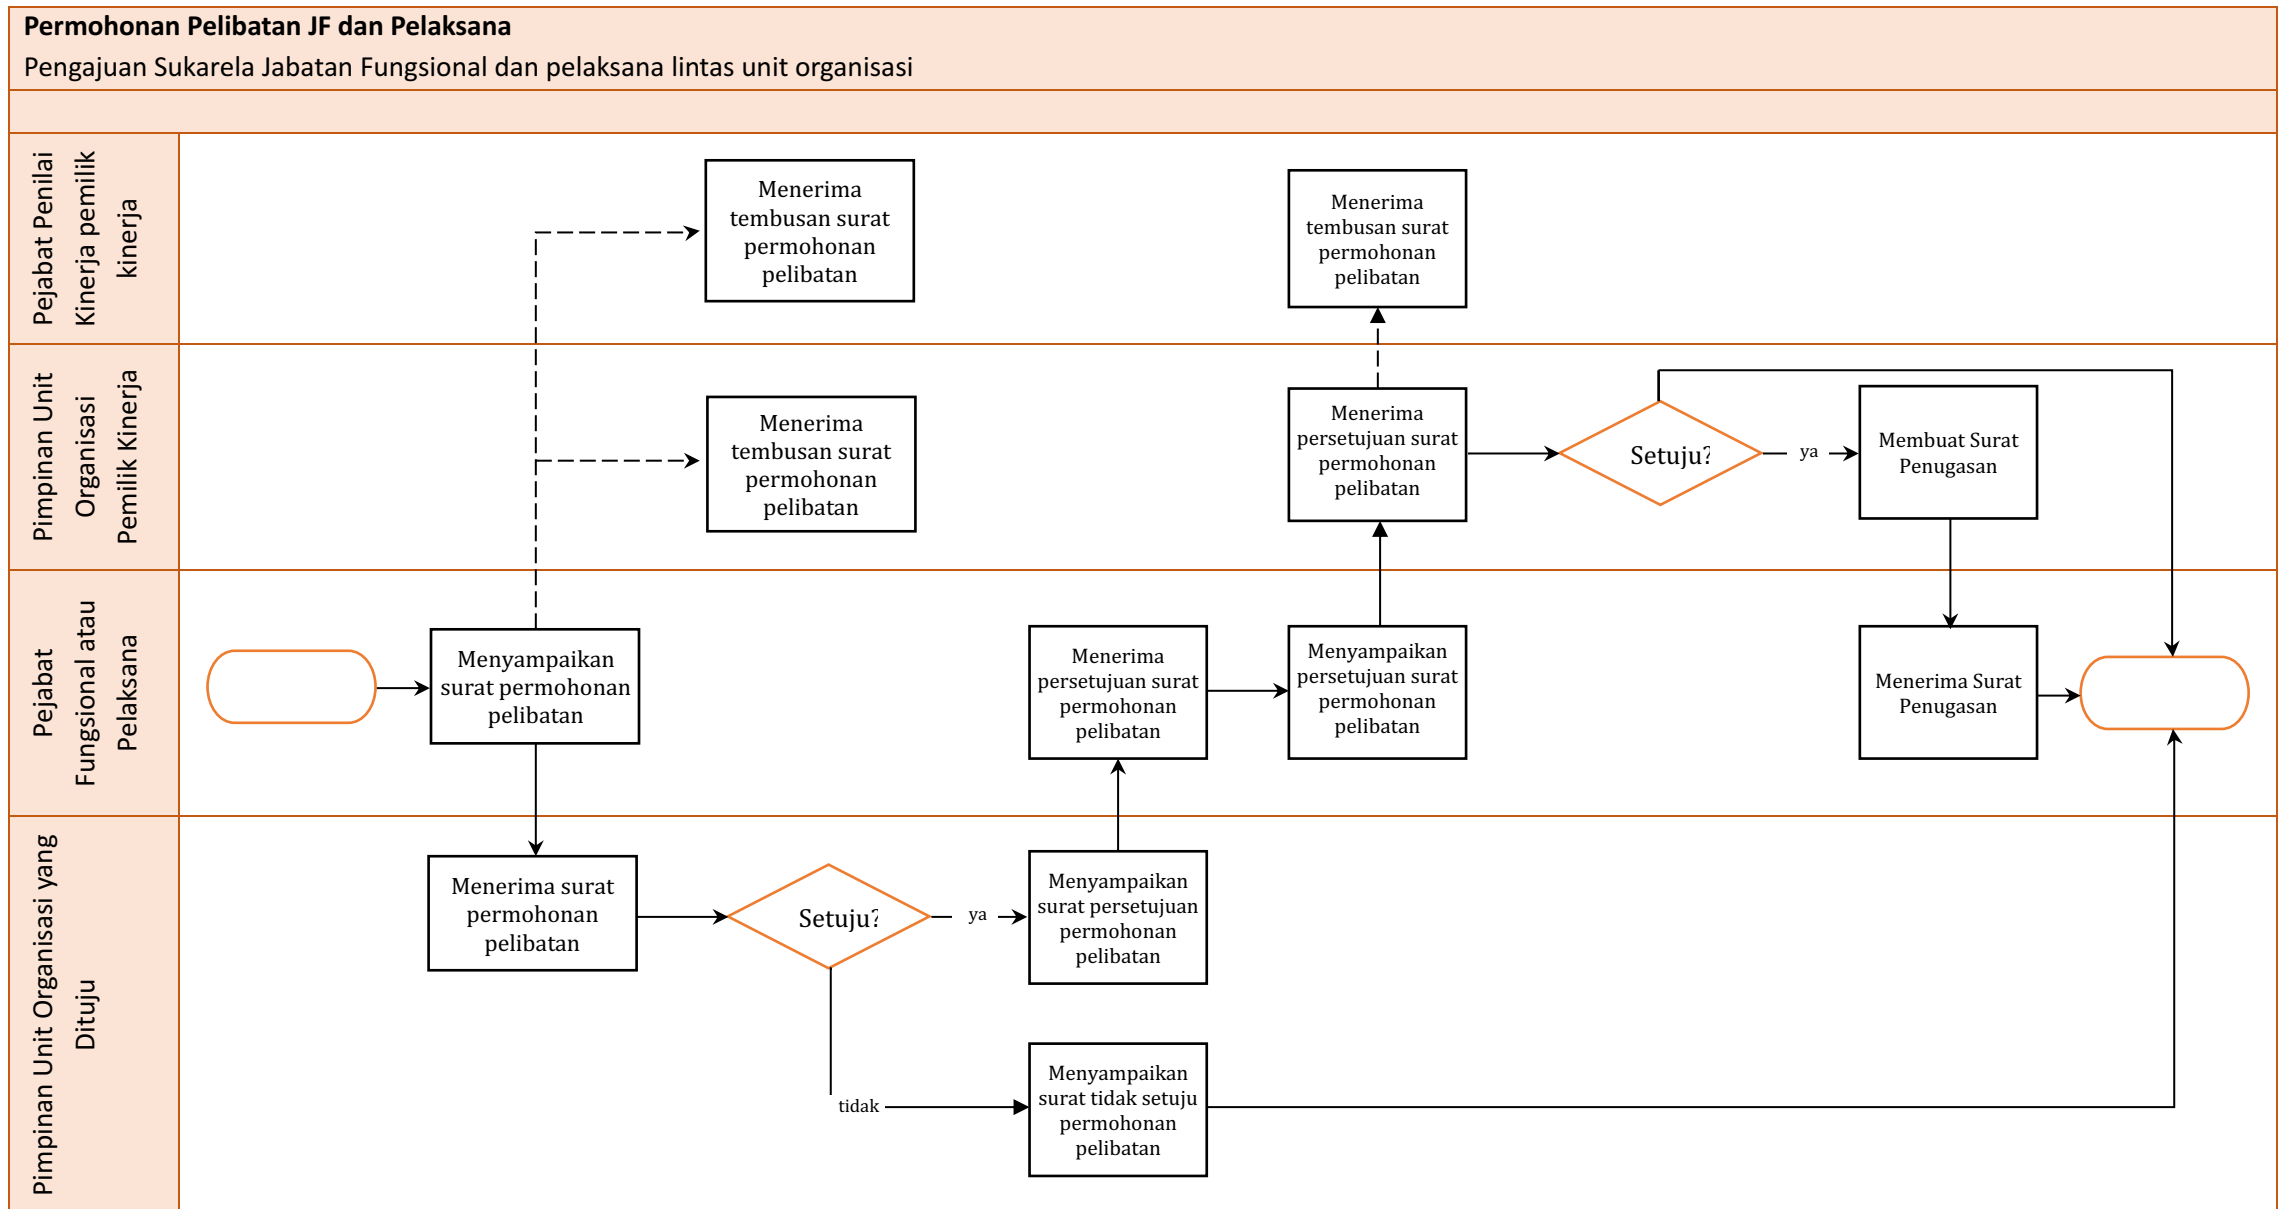 Permohonan Pelibatan JF dan Pelaksana
Pengajuan Sukarela Jabatan Fungsional dan pelaksana lintas unit organisasi
Pejabat Penilai
Kinerja pemilik
kinerja
Menerima
tembusan surat
permohonan
pelibatan
Menerima
tembusan surat
permohonan
pelibatan
Pimpinan Unit
Organisasi
Pemilik Kinerja
Menerima
tembusan surat
permohonan
pelibatan
Menerima
persetujuan surat
permohonan
pelibatan
Setuju?
ya
Membuat Surat
Penugasan
Pejabat
Fungsional atau
Pelaksana
Menyampaikan
surat permohonan
pelibatan
Menerima
persetujuan surat
permohonan
pelibatan
Menyampaikan
persetujuan surat
permohonan
pelibatan
Menerima Surat
Penugasan
Pimpinan Unit Organisasi yang
Dituju
Menerima surat
permohonan
pelibatan
Setuju?
ya
Menyampaikan
surat persetujuan
permohonan
pelibatan
tidak
Menyampaikan
surat tidak setuju
permohonan
pelibatan